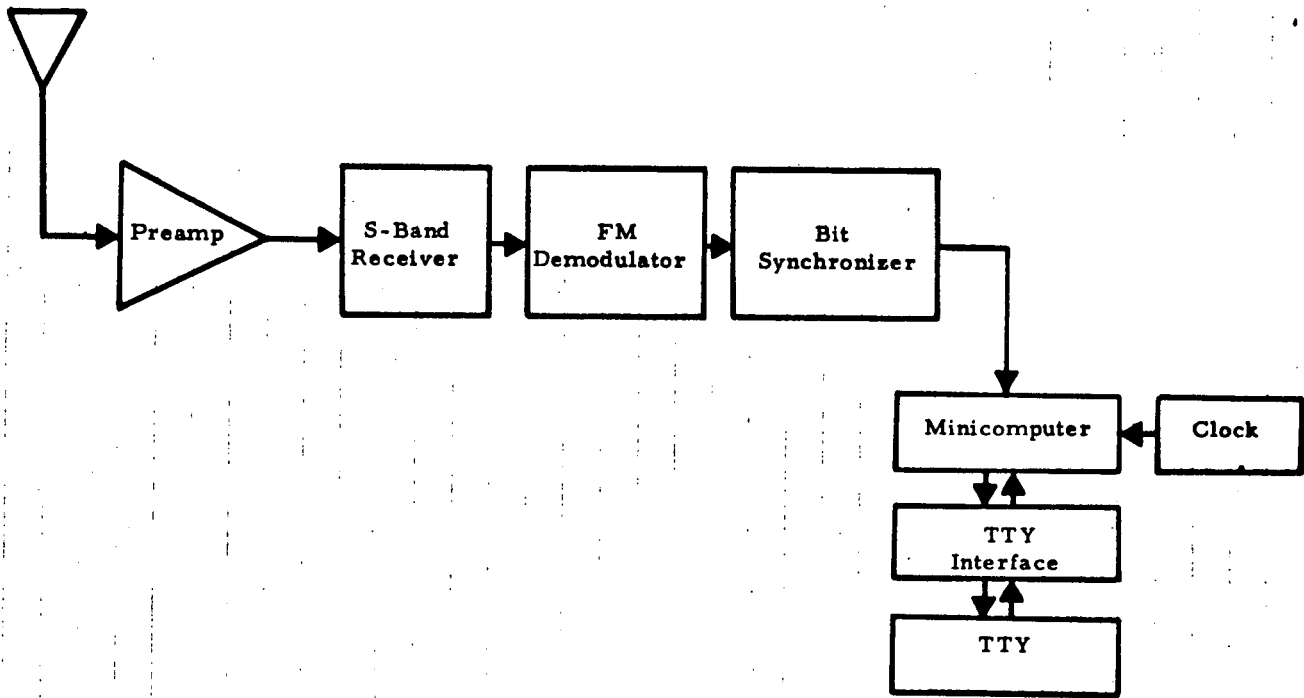 Preamp
S-Band
Receiver
FM
Demodulator
Bit
Synchronizer
Minicomputer
Clock
TTY
Interface
TTY